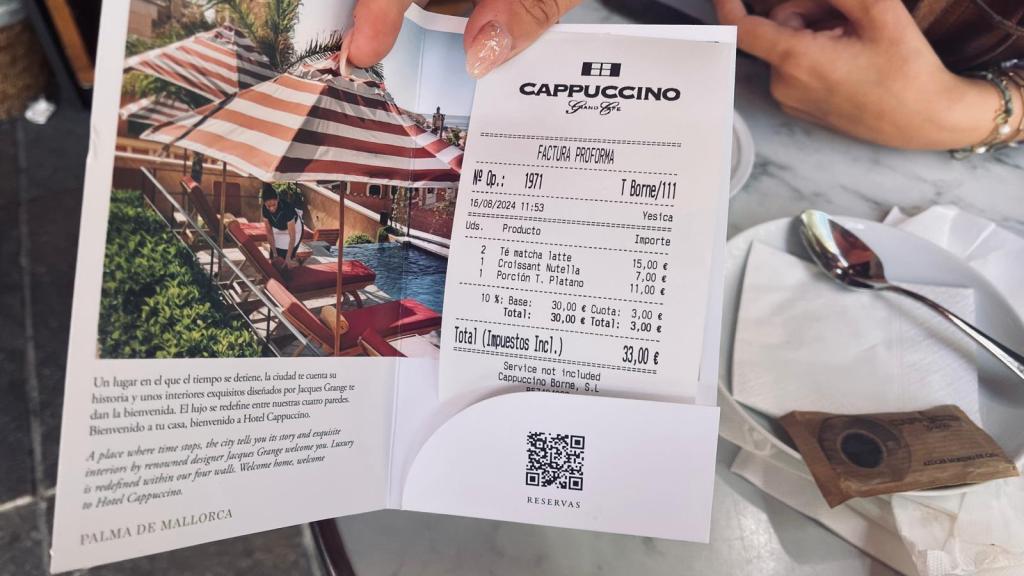 CAPPUCCINO
GRAND CAFÉ
FACTURA PROFORMA
Nº Op.: 1971 T Borne/111
16/08/2024 11:53 Yesica
Uds. Producto Importe
2 Té matcha latte 15,00 €
1 Croissant Nutella 7,00 €
1 Porción T. Platano 11,00 €
10 %: Base: 30,00 € Cuota: 3,00 €
Total: 30,00 € Total: 3,00 €
Total (Impuestos Incl.) 33,00 €
Service not included
Cappuccino Borne, S.L
RESERVAS
Un lugar en el que el tiempo se detiene, la ciudad te cuenta su
historia y unos interiores exquisitos diseñados por Jacques Grange te
dan la bienvenida. El lujo se redefine entre nuestras cuatro paredes.
Bienvenido a tu casa, bienvenido a Hotel Cappuccino.
A place where time stops, the city tells you its story and exquisite
interiors by renowned designer Jacques Grange welcome you. Luxury
is redefined within our four walls. Welcome home, welcome
to Hotel Cappuccino.
PALMA DE MALLORCA